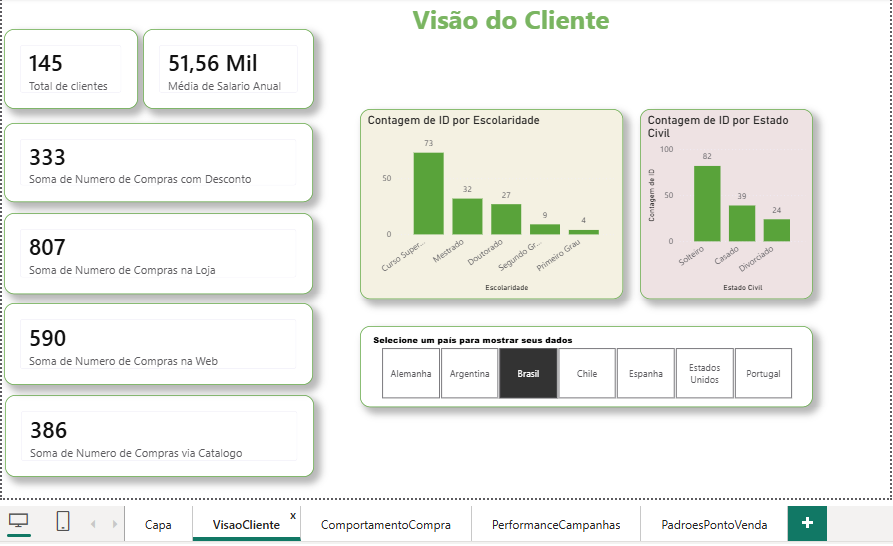 Visão do Cliente
145
Total de clientes
51,56 Mil
Média de Salario Anual
333
Soma de Numero de Compras com Desconto
807
Soma de Numero de Compras na Loja
590
Soma de Numero de Compras na Web
386
Soma de Numero de Compras via Catalogo
Contagem de ID por Escolaridade
50
0
73
32
27
9
4
Curso Super...
Mestrado
Doutorado
Segundo Gr...
Primeiro Grau
Escolaridade
Contagem de ID por Estado
Civil
Contagem de ID
100
50
0
82
39
24
Solteiro
Casado
Divorciado
Estado Civil
Selecione um país para mostrar seus dados
Alemanha
Argentina
Brasil
Chile
Espanha
Estados
Unidos
Portugal
Capa
VisaoCliente
x
ComportamentoCompra
PerformanceCampanhas
PadroesPontoVenda
+